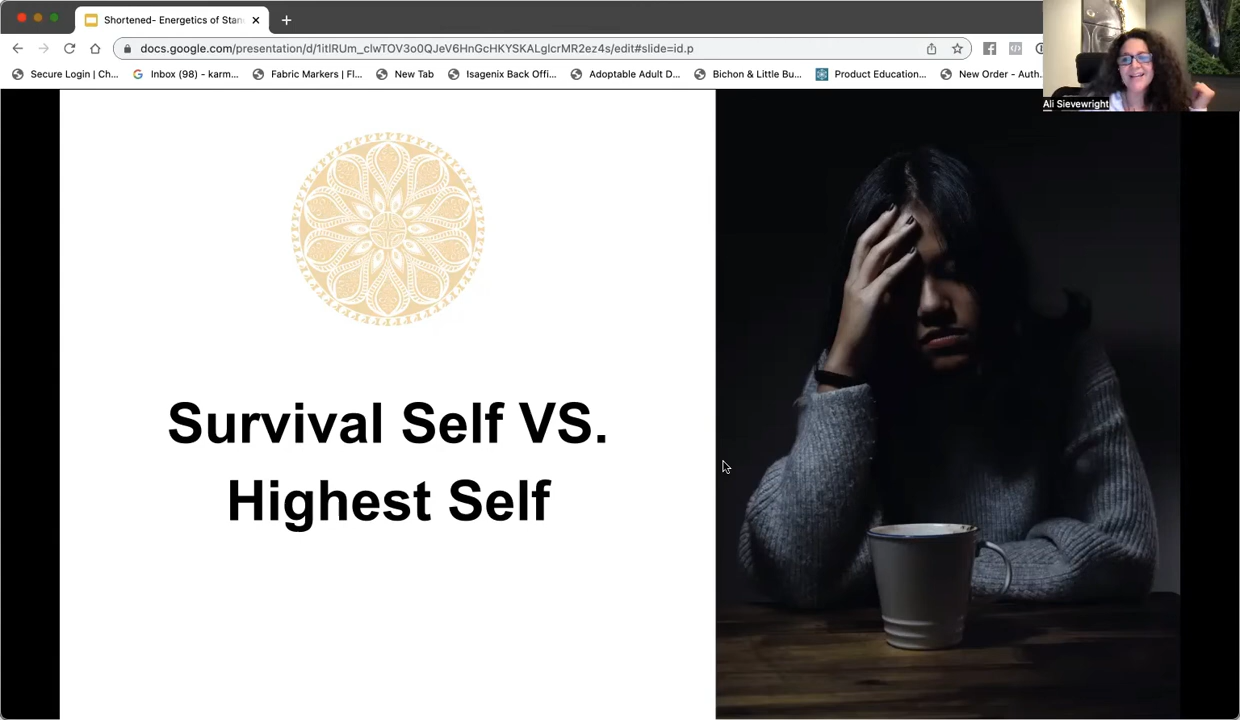 Shortened- Energetics of Stan
docs.google.com/presentation/d/1itlRUm_clwTOV3o0QJeV6HnGcHKYSKALglcrMR2ez4s/edit#slide=id.p
Secure Login | Ch...
Inbox (98) - karm...
Fabric Markers | Fl...
New Tab
Isagenix Back Offi...
Adoptable Adult D...
Bichon & Little Bu...
Product Education...
New Order - Auth.
Ali Sievewright
Survival Self VS.
Highest Self